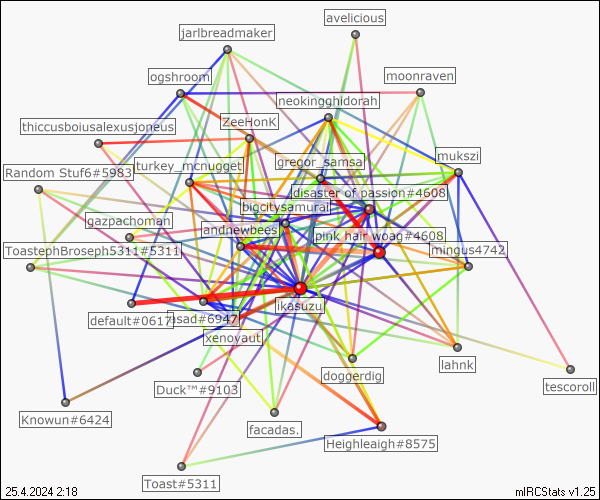 avelicious
jarlbreadmaker
ogshroom
moonraven
neokingghidorah
thiccusboiusalexusjoneus
ZeeHonK
mukszi
gregor_samsa
turkey_mcnugget
Random Stuf6#5983
disaster of passion#4608
bigcitysamurai
gazpachoman
andnewbees
pink hair woag#4608
ToastephBroseph5311#5311
mingus4742
ikasuzu
default#0617
sad#6947
xenoyaut
lahnk
doggerdig
tescoroll
Duck™#9103
Knowun#6424
facadas.
Heighleaigh#8575
Toast#5311
25.4.2024 2:18
mIRCStats v1.25